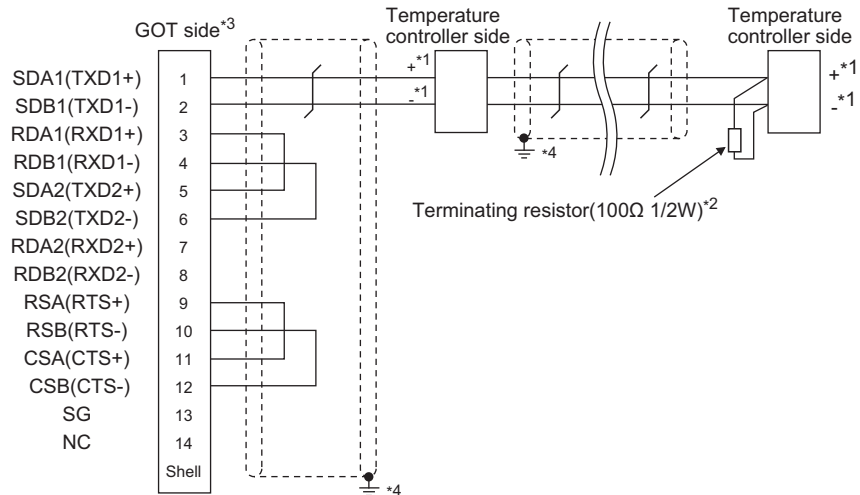 GOT side*3
Temperature
controller side
Temperature
controller side
SDA1(TXD1+) 1 +*1 +*1
SDB1(TXD1-) 2 -*1 -*1
RDA1(RXD1+) 3
RDB1(RXD1-) 4 *4
SDA2(TXD2+) 5
SDB2(TXD2-) 6
Terminating resistor(100Ω 1/2W)*2
RDA2(RXD2+) 7
RDB2(RXD2-) 8
RSA(RTS+) 9
RSB(RTS-) 10
CSA(CTS+) 11
CSB(CTS-) 12
SG 13
NC 14
Shell
*4